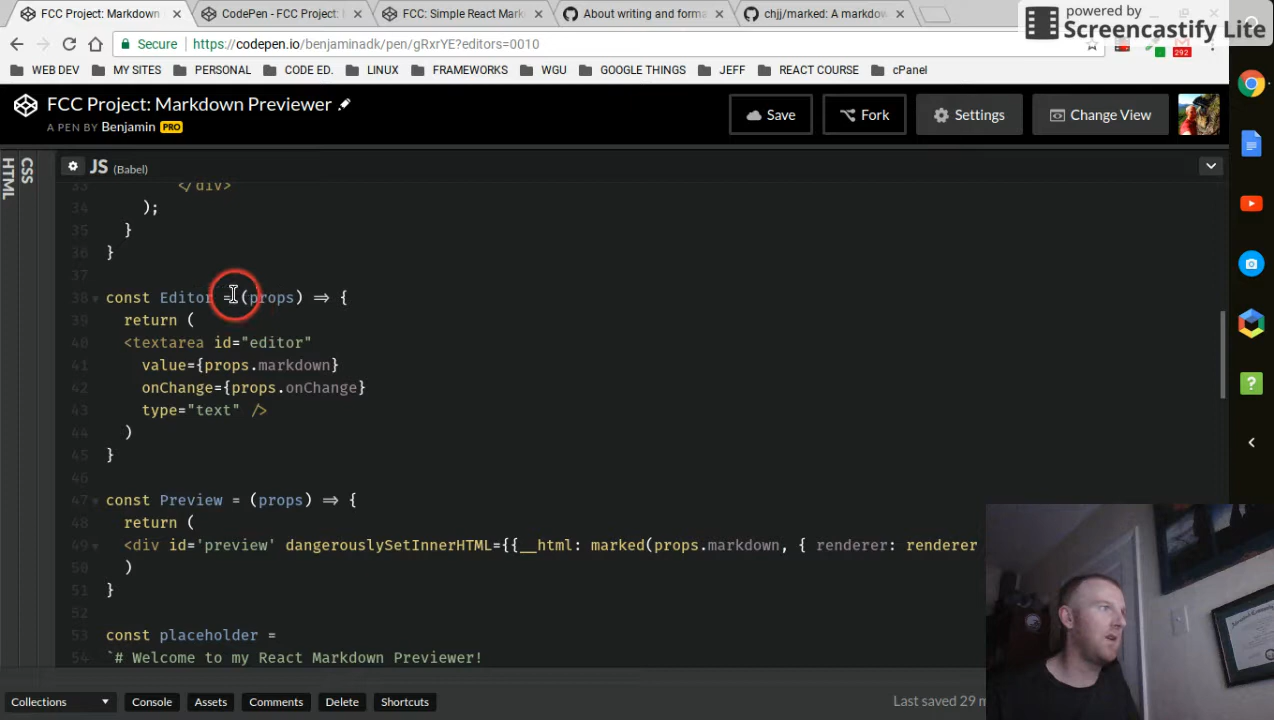 FCC Project: Markdown
CodePen - FCC Project:
FCC: Simple React Mark
About writing and forma
chjj/marked: A markdow
powered by
Screencastify Lite
Secure
https://codepen.io/benjaminadk/pen/gRxrYE?editors=0010
292
WEB DEV
MY SITES
PERSONAL
CODE ED.
LINUX
FRAMEWORKS
WGU
GOOGLE THINGS
JEFF
REACT COURSE
cPanel
FCC Project: Markdown Previewer
A PEN BY Benjamin PRO
Save
Fork
Settings
Change View
HTML
CSS
JS (Babel)
33 </div>
34 );
35 }
36 }
37
38 const Editor = (props) => {
39 return (
40 <textarea id="editor"
41 value={props.markdown}
42 onChange={props.onChange}
43 type="text" />
44 )
45 }
46
47 const Preview = (props) => {
48 return (
49 <div id='preview' dangerouslySetInnerHTML={{__html: marked(props.markdown, { renderer: renderer
50 )
51 }
52
53 const placeholder =
54 `# Welcome to my React Markdown Previewer!
Collections
Console
Assets
Comments
Delete
Shortcuts
Last saved 29 m